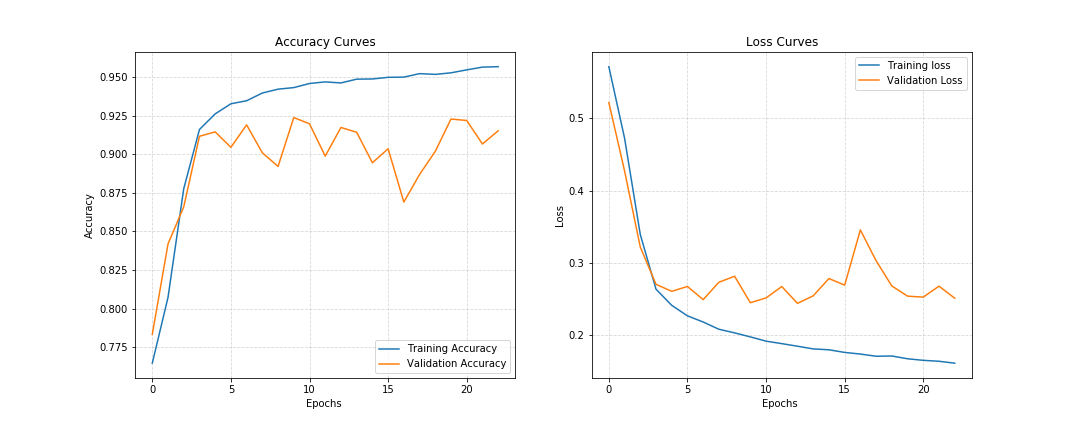 Accuracy Curves
Accuracy
0.950
0.925
0.900
0.875
0.850
0.825
0.800
0.775
Training Accuracy
Validation Accuracy
0
5
10
15
20
Epochs
Loss Curves
Loss
0.5
0.4
0.3
0.2
Training loss
Validation Loss
0
5
10
15
20
Epochs